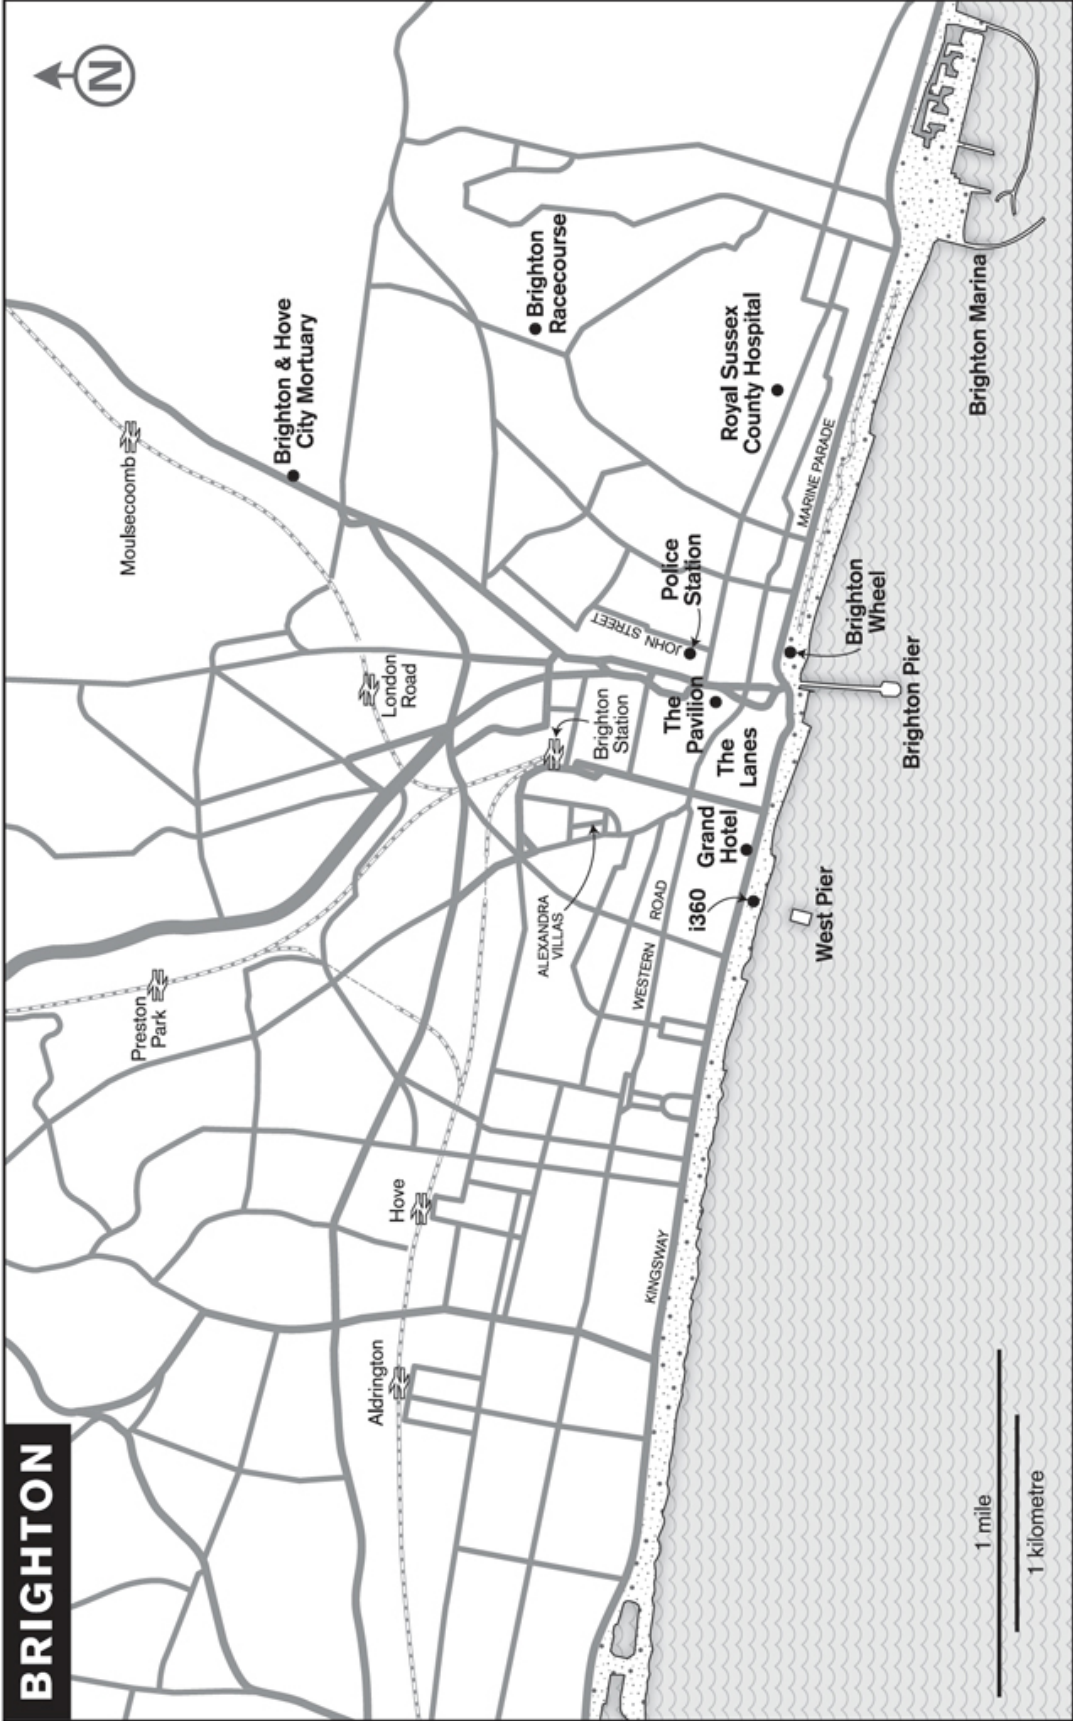 BRIGHTON
N
Moulsecoomb
Brighton & Hove
City Mortuary
Preston
Park
London
Road
Brighton
Racecourse
Hove
Aldrington
Brighton
Station
ALEXANDRA
VILLAS
JOHN STREET
Police
Station
Royal Sussex
County Hospital
The
Pavilion
The
Lanes
WESTERN ROAD
Grand
Hotel
i360
KINGSWAY
MARINE PARADE
Brighton
Wheel
Brighton Pier
West Pier
Brighton Marina
1 mile
1 kilometre